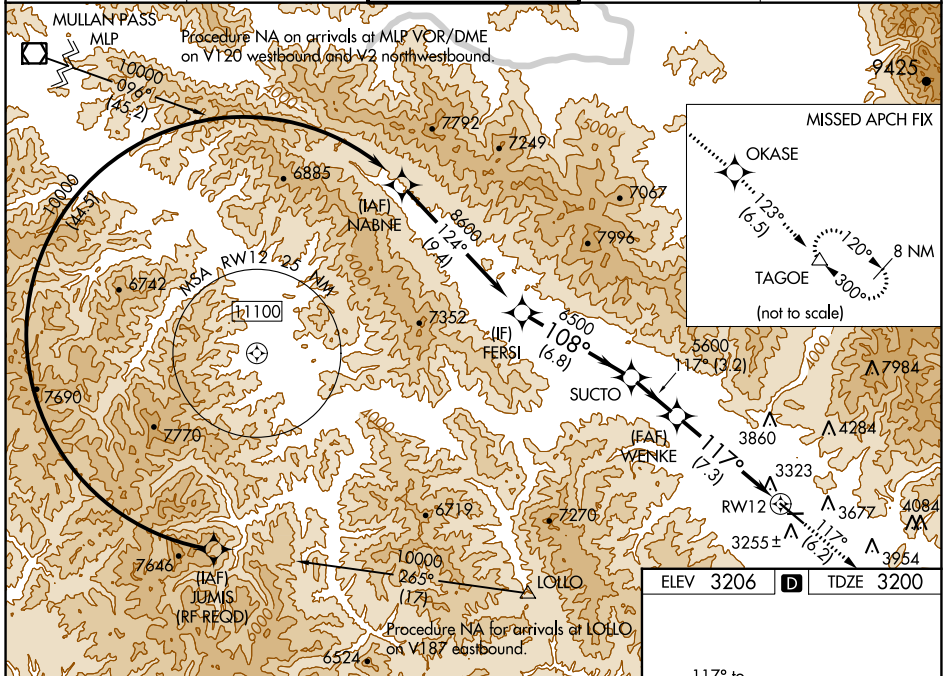 MULLAN PASS
MLP
Procedure NA on arrivals at MLP VOR/DME
on V120 westbound and V2 northwestbound.
10000
096°
(45.2)
9425
7792
7249
5000
MISSED APCH FIX
OKASE
123°
(6.5)
120°
8 NM
TAGOE
300°
(not to scale)
6885
7067
(IAF)
NABNE
10000
(44.5)
8600
124°
(9.4)
7996
MSA RW12 25 NM
11100
6742
7352
(IF)
FERSI
6500
108°
(6.8)
5600
117° (3.2)
SUCTO
7984
7690
7770
(FAF)
WENKE
117°
(7.3)
3860
4284
3323
RW12
3677
4084
3255±
117°
(6.2)
3954
6719
7270
7646
(IAF)
JUMIS
(RF REQD)
10000
265°
(17)
LOLLO
Procedure NA for arrivals at LOLLO
on V187 eastbound.
6524
ELEV 3206 D TDZE 3200
117° to